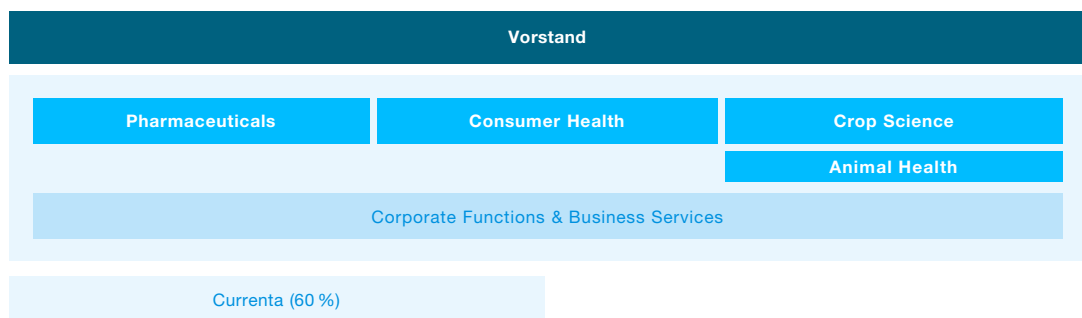 Vorstand
Pharmaceuticals
Consumer Health
Crop Science
Animal Health
Corporate Functions & Business Services
Currenta (60 %)